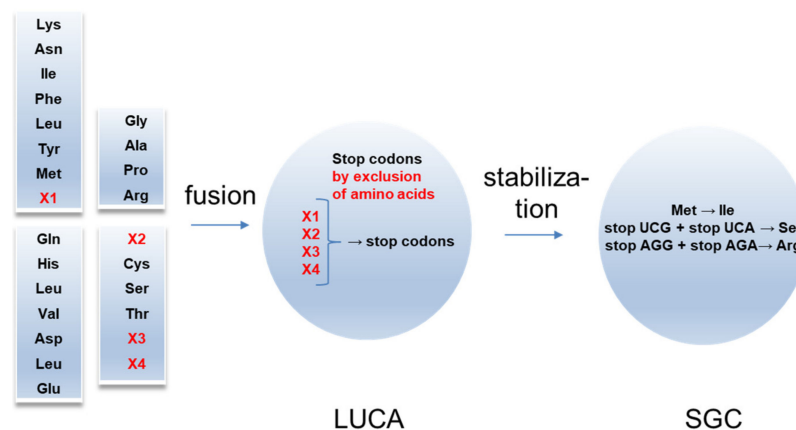 Lys
Asn
Ile
Phe
Leu
Tyr
Met
X1
Gly
Ala
Pro
Arg
Gln
His
Leu
Val
Asp
Leu
Glu
X2
Cys
Ser
Thr
X3
X4
fusion
Stop codons
by exclusion
of amino acids
X1
X2
X3
X4
→ stop codons
LUCA
stabiliza-
tion
Met → Ile
stop UCG + stop UCA → Se
stop AGG + stop AGA → Arg
SGC